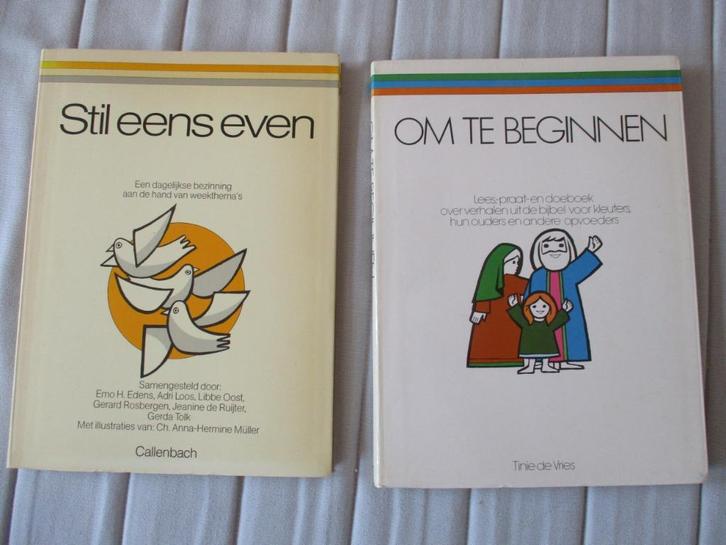 Stil eens even
Een dagelijkse bezinning
aan de hand van weekthema's
Samengesteld door:
Emo H. Edens, Adri Loos, Libbe Oost,
Gerard Rosbergen, Jeanine de Ruijter,
Gerda Tolk
Met illustraties van: Ch. Anna-Hermine Müller
Callenbach
OM TE BEGINNEN
Lees-, praat- en doeboek
over verhalen uit de bijbel voor kleuters,
hun ouders en andere opvoeders
Tinie de Vries